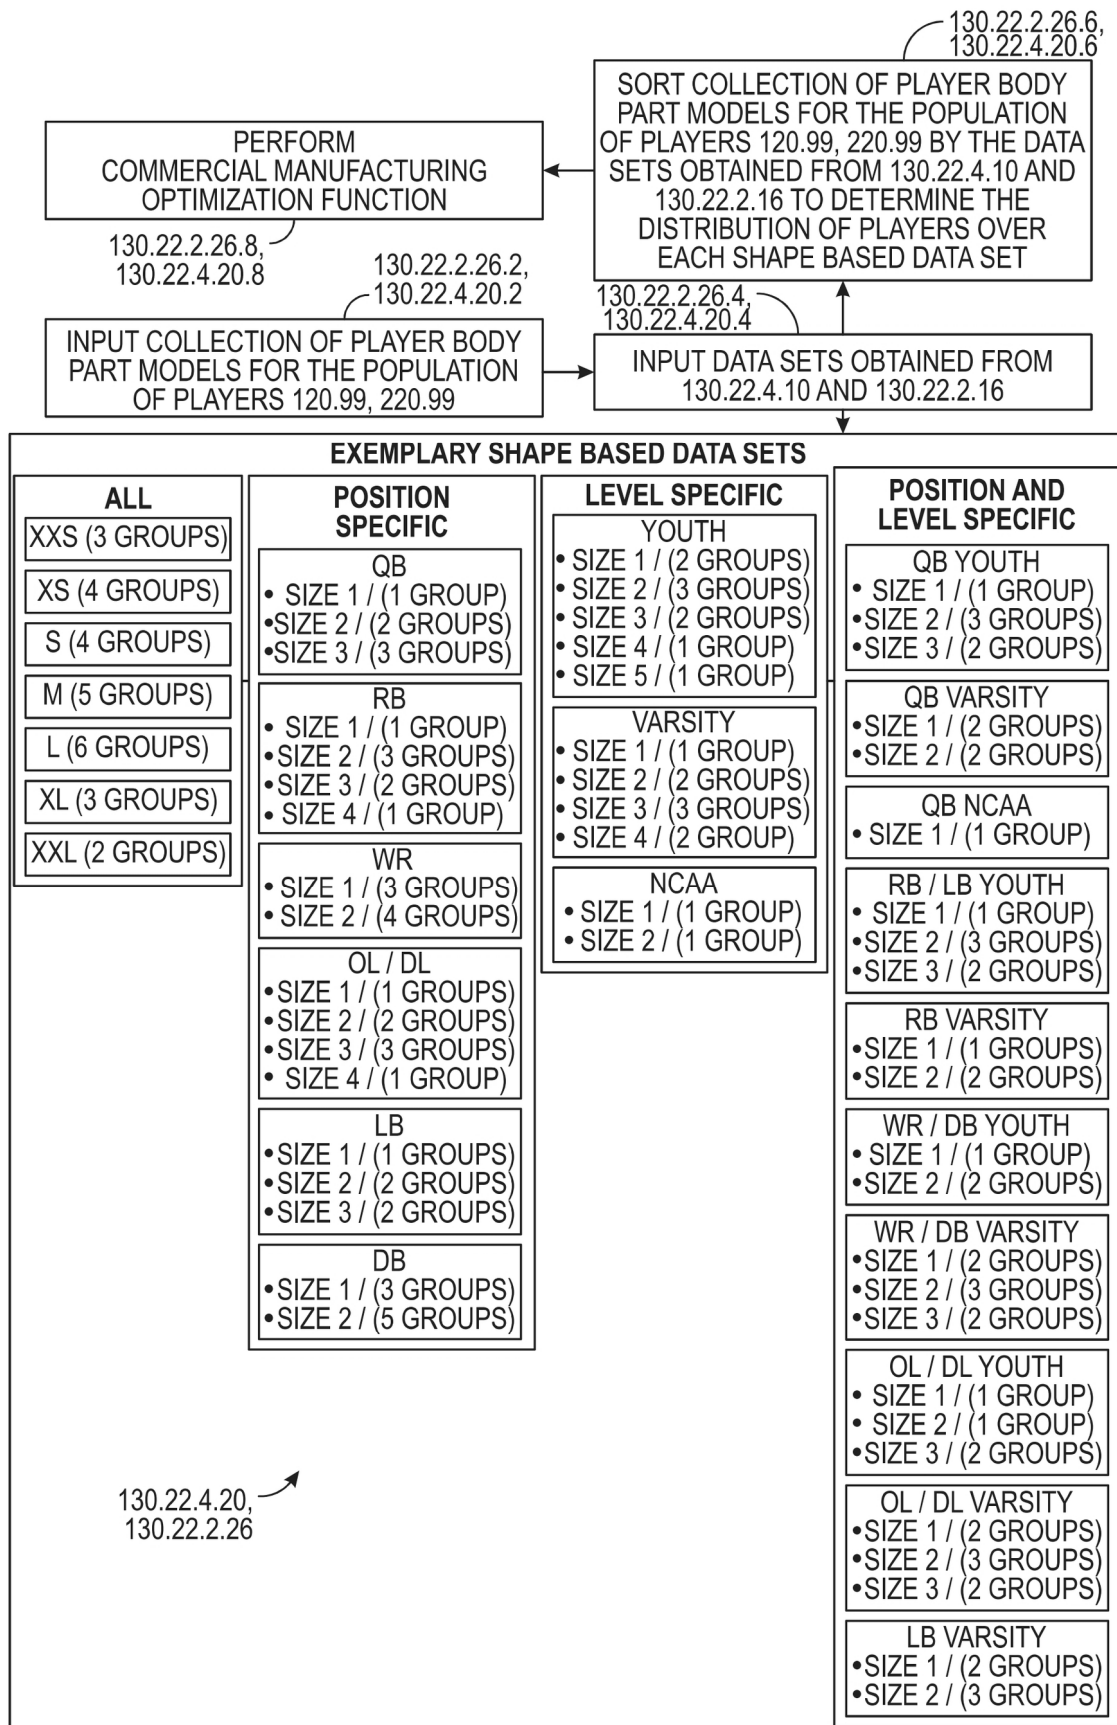 130.22.2.26.6,
130.22.4.20.6
SORT COLLECTION OF PLAYER BODY
PART MODELS FOR THE POPULATION
OF PLAYERS 120.99, 220.99 BY THE DATA
SETS OBTAINED FROM 130.22.4.10 AND
130.22.2.16 TO DETERMINE THE
DISTRIBUTION OF PLAYERS OVER
EACH SHAPE BASED DATA SET
PERFORM
COMMERCIAL MANUFACTURING
OPTIMIZATION FUNCTION
130.22.2.26.8,
130.22.4.20.8
130.22.2.26.2,
130.22.4.20.2
INPUT COLLECTION OF PLAYER BODY
PART MODELS FOR THE POPULATION
OF PLAYERS 120.99, 220.99
130.22.2.26.4,
130.22.4.20.4
INPUT DATA SETS OBTAINED FROM
130.22.4.10 AND 130.22.2.16
EXEMPLARY SHAPE BASED DATA SETS
ALL
XXS (3 GROUPS)
XS (4 GROUPS)
S (4 GROUPS)
M (5 GROUPS)
L (6 GROUPS)
XL (3 GROUPS)
XXL (2 GROUPS)
POSITION
SPECIFIC
QB
• SIZE 1 / (1 GROUP)
• SIZE 2 / (2 GROUPS)
• SIZE 3 / (3 GROUPS)
RB
• SIZE 1 / (1 GROUP)
• SIZE 2 / (3 GROUPS)
• SIZE 3 / (2 GROUPS)
• SIZE 4 / (1 GROUP)
WR
• SIZE 1 / (3 GROUPS)
• SIZE 2 / (4 GROUPS)
OL / DL
• SIZE 1 / (1 GROUPS)
• SIZE 2 / (2 GROUPS)
• SIZE 3 / (3 GROUPS)
• SIZE 4 / (1 GROUP)
LB
• SIZE 1 / (1 GROUPS)
• SIZE 2 / (2 GROUPS)
• SIZE 3 / (2 GROUPS)
DB
• SIZE 1 / (3 GROUPS)
• SIZE 2 / (5 GROUPS)
LEVEL SPECIFIC
YOUTH
• SIZE 1 / (2 GROUPS)
• SIZE 2 / (3 GROUPS)
• SIZE 3 / (2 GROUPS)
• SIZE 4 / (1 GROUP)
• SIZE 5 / (1 GROUP)
VARSITY
• SIZE 1 / (1 GROUP)
• SIZE 2 / (2 GROUPS)
• SIZE 3 / (3 GROUPS)
• SIZE 4 / (2 GROUP)
NCAA
• SIZE 1 / (1 GROUP)
• SIZE 2 / (1 GROUP)
POSITION AND
LEVEL SPECIFIC
QB YOUTH
• SIZE 1 / (1 GROUP)
• SIZE 2 / (3 GROUPS)
• SIZE 3 / (2 GROUPS)
QB VARSITY
• SIZE 1 / (2 GROUPS)
• SIZE 2 / (2 GROUPS)
QB NCAA
• SIZE 1 / (1 GROUP)
RB / LB YOUTH
• SIZE 1 / (1 GROUP)
• SIZE 2 / (3 GROUPS)
• SIZE 3 / (2 GROUPS)
RB VARSITY
• SIZE 1 / (1 GROUPS)
• SIZE 2 / (2 GROUPS)
WR / DB YOUTH
• SIZE 1 / (1 GROUP)
• SIZE 2 / (2 GROUPS)
WR / DB VARSITY
• SIZE 1 / (2 GROUPS)
• SIZE 2 / (3 GROUPS)
• SIZE 3 / (2 GROUPS)
OL / DL YOUTH
• SIZE 1 / (1 GROUP)
• SIZE 2 / (1 GROUP)
• SIZE 3 / (2 GROUPS)
OL / DL VARSITY
• SIZE 1 / (2 GROUPS)
• SIZE 2 / (3 GROUPS)
• SIZE 3 / (2 GROUPS)
LB VARSITY
• SIZE 1 / (2 GROUPS)
• SIZE 2 / (3 GROUPS)
130.22.4.20,
130.22.2.26